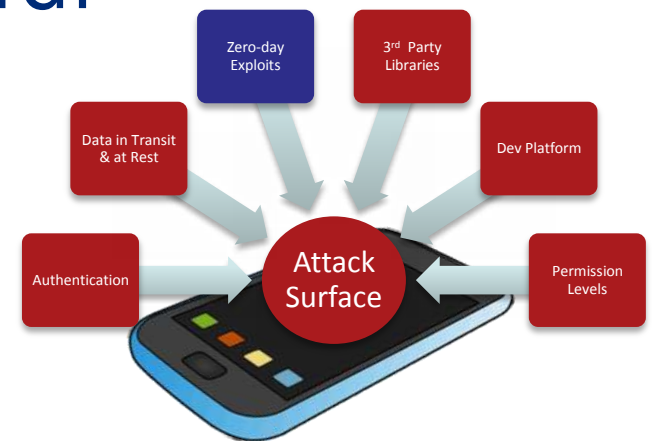 Zero-day
Exploits
3rd Party
Libraries
Data in Transit
& at Rest
Dev Platform
Authentication
Attack
Surface
Permission
Levels